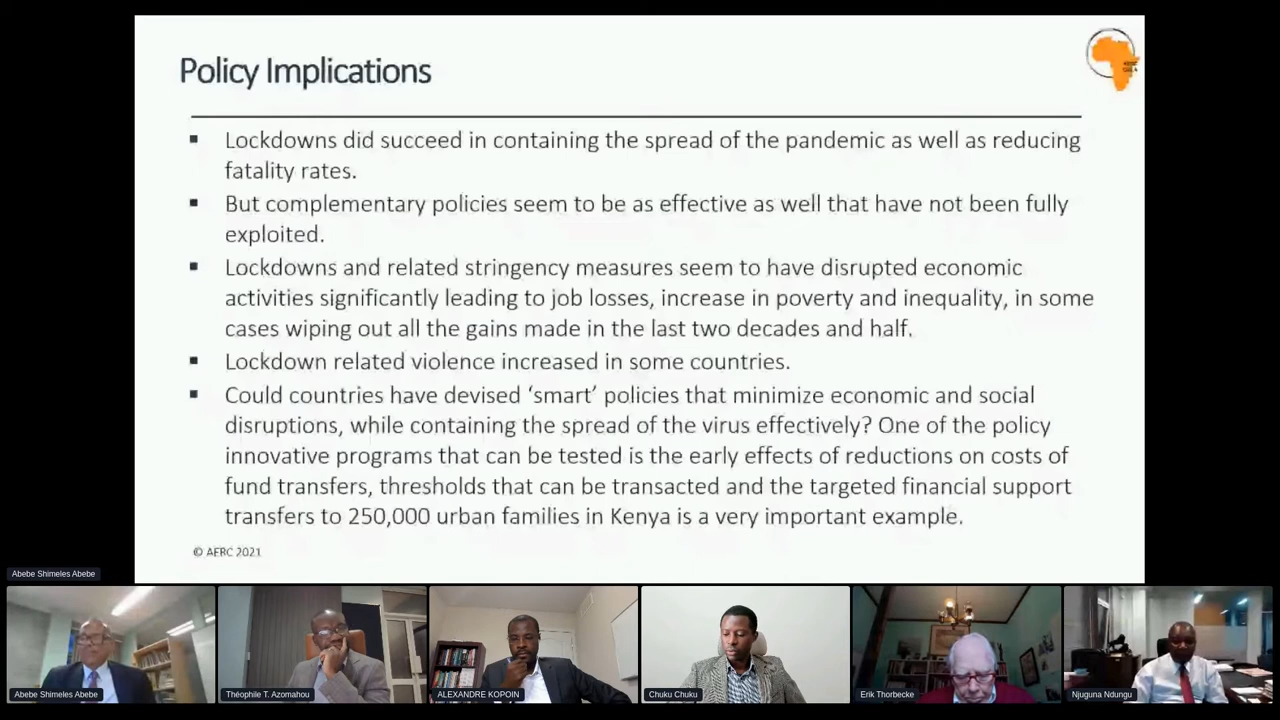 Policy Implications
Lockdowns did succeed in containing the spread of the pandemic as well as reducing
fatality rates.
But complementary policies seem to be as effective as well that have not been fully
exploited.
Lockdowns and related stringency measures seem to have disrupted economic
activities significantly leading to job losses, increase in poverty and inequality, in some
cases wiping out all the gains made in the last two decades and half.
Lockdown related violence increased in some countries.
Could countries have devised ‘smart’ policies that minimize economic and social
disruptions, while containing the spread of the virus effectively? One of the policy
innovative programs that can be tested is the early effects of reductions on costs of
fund transfers, thresholds that can be transacted and the targeted financial support
transfers to 250,000 urban families in Kenya is a very important example.
© AERC 2021
Abebe Shimeles Abebe
Abebe Shimeles Abebe
Théophile T. Azomahou
ALEXANDRE KOPOIN
Chuku Chuku
Erik Thorbecke
Njuguna Ndungu